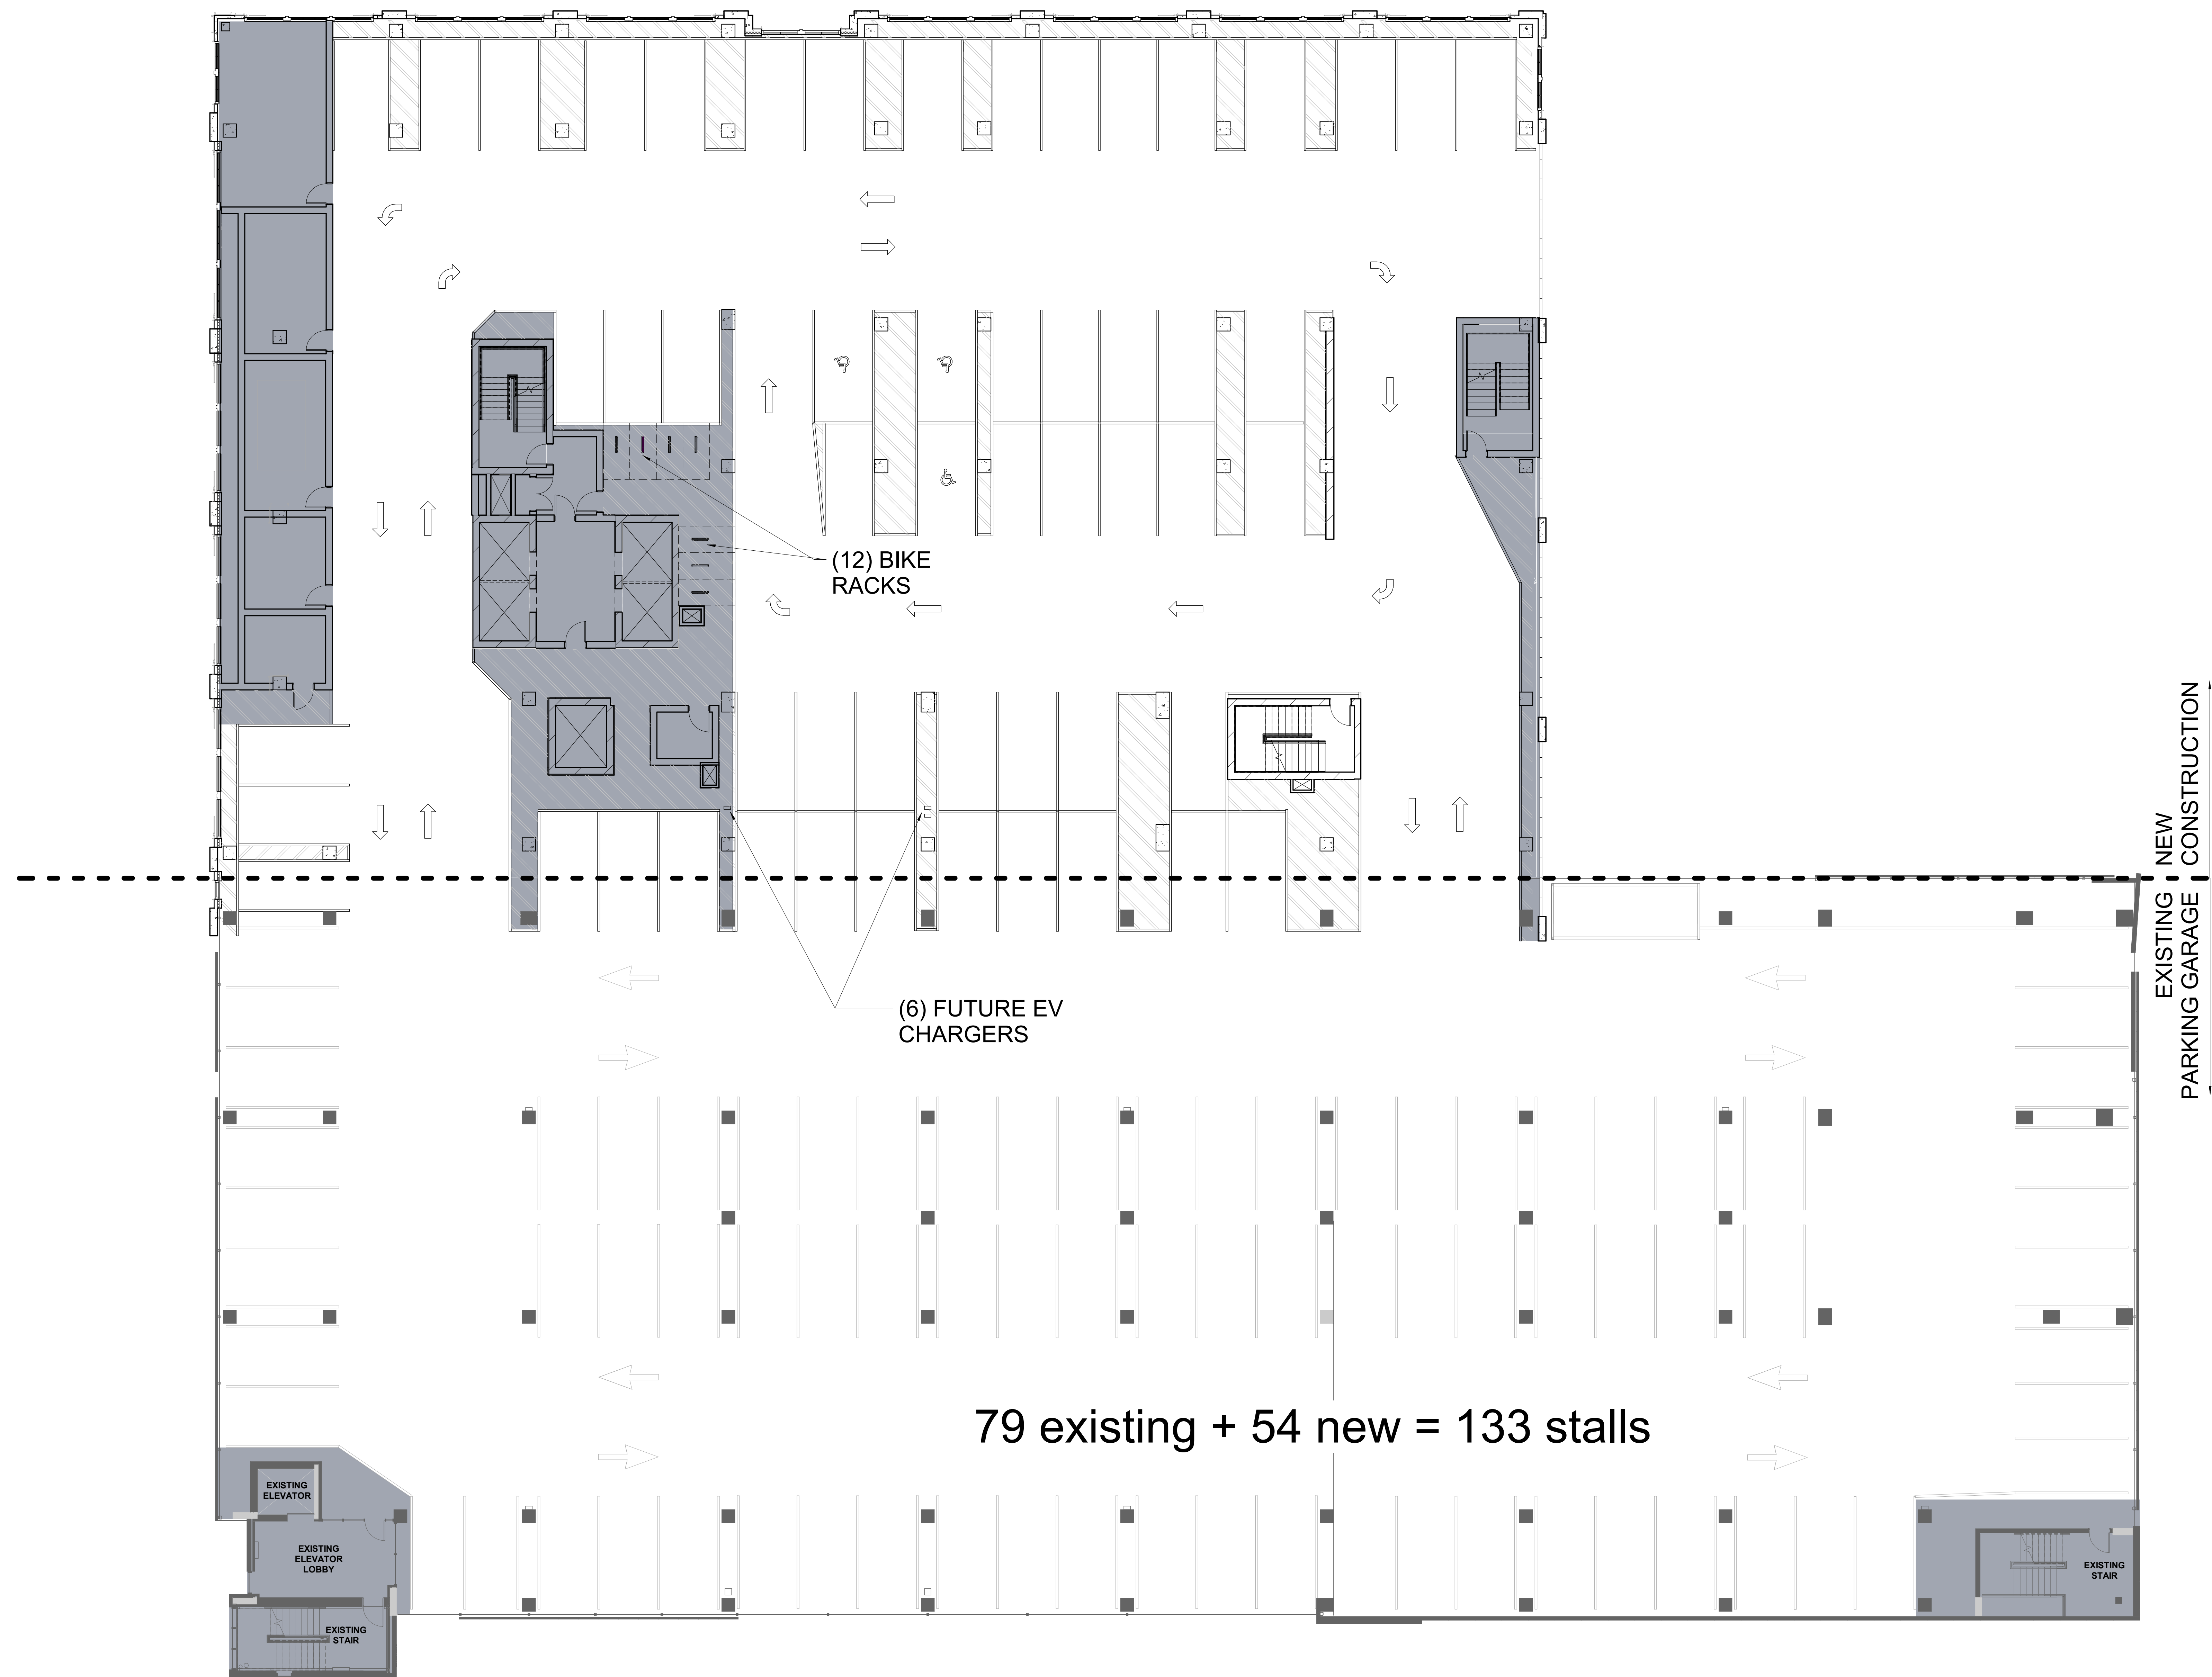 (12) BIKE
RACKS
NEW
CONSTRUCTION
EXISTING
PARKING GARAGE
(6) FUTURE EV
CHARGERS
79 existing + 54 new = 133 stalls
EXISTING
ELEVATOR
EXISTING
ELEVATOR
LOBBY
EXISTING
STAIR
EXISTING
STAIR